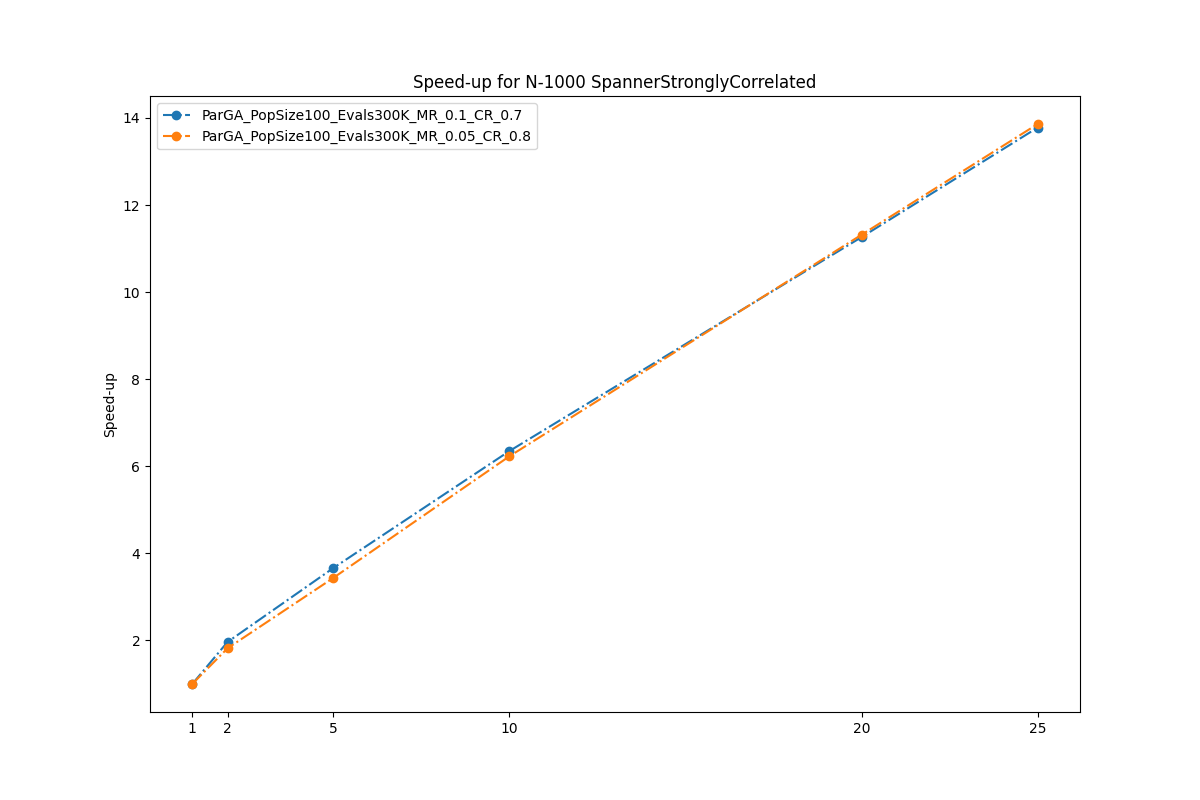 Speed-up for N-1000 SpannerStronglyCorrelated
ParGA_PopSize100_Evals300K_MR_0.1_CR_0.7
ParGA_PopSize100_Evals300K_MR_0.05_CR_0.8
14
12
10
8
6
4
2
Speed-up
1 2 5 10 20 25